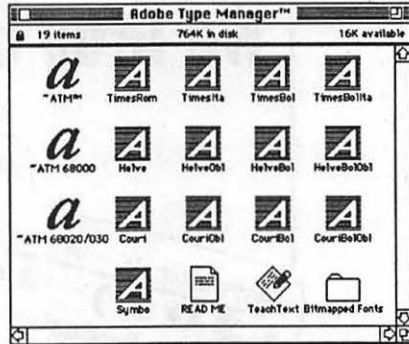 Adobe Type Manager™
19 items 764K in disk 16K available
~ATM™ TimesRom TimesIta TimesBol TimesBolIta
~ATM 68000 Helve HelveObl HelveBol HelveBolObl
~ATM 68020/030 Couri CouriObl CouriBol CouriBolObl
Symbo READ ME TeachText Bitmapped Fonts